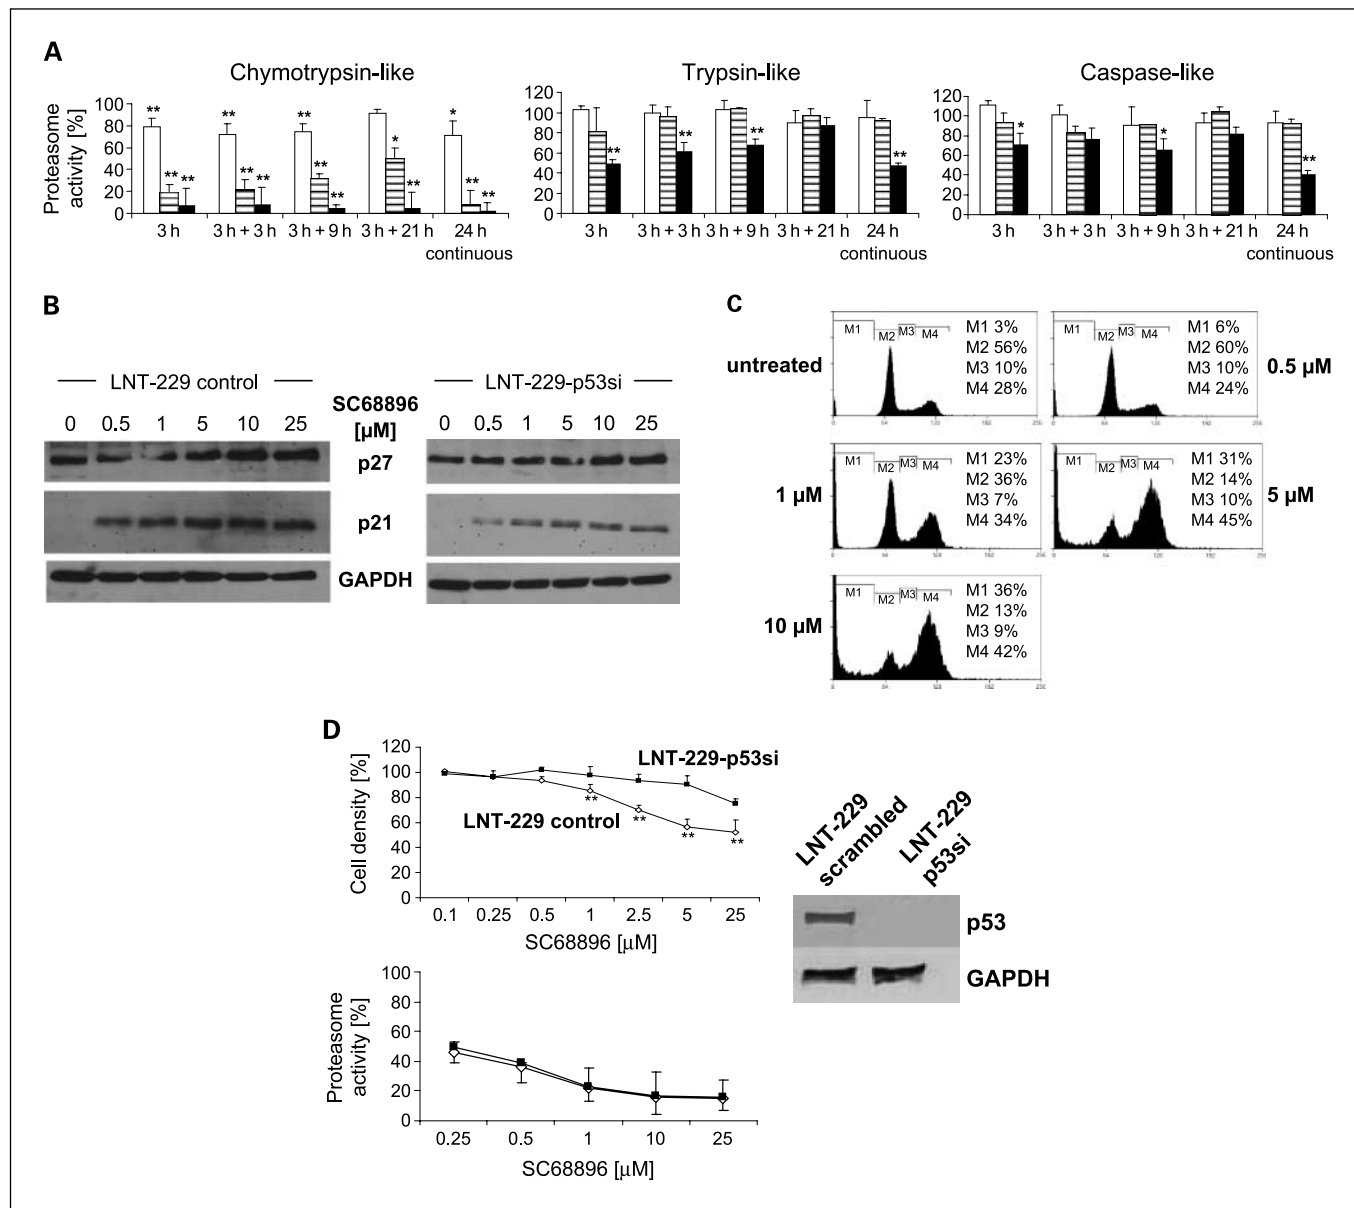 A
Chymotrypsin-like
Trypsin-like
Caspase-like
Proteasome activity [%]
100
80
60
40
20
0
** ** **
** ** **
** ** **
* **
* ** **
3 h
3 h + 3 h
3 h + 9 h
3 h + 21 h
24 h
continuous
120
100
80
60
40
20
0
**
**
**
**
3 h
3 h + 3 h
3 h + 9 h
3 h + 21 h
24 h
continuous
120
100
80
60
40
20
0
*
*
**
3 h
3 h + 3 h
3 h + 9 h
3 h + 21 h
24 h
continuous
B
LNT-229 control
LNT-229-p53si
SC68896
[µM]
0 0.5 1 5 10 25
0 0.5 1 5 10 25
p27
p21
GAPDH
C
untreated
M1 M2 M3 M4
M1 3%
M2 56%
M3 10%
M4 28%
0.5 µM
M1 M2 M3 M4
M1 6%
M2 60%
M3 10%
M4 24%
1 µM
M1 M2 M3 M4
M1 23%
M2 36%
M3 7%
M4 34%
5 µM
M1 M2 M3 M4
M1 31%
M2 14%
M3 10%
M4 45%
10 µM
M1 M2 M3 M4
M1 36%
M2 13%
M3 9%
M4 42%
D
Cell density [%]
120
100
80
60
40
20
0
LNT-229-p53si
LNT-229 control
** ** ** **
0.1 0.25 0.5 1 2.5 5 25
SC68896 [µM]
Proteasome activity [%]
100
80
60
40
20
0
0.25 0.5 1 10 25
SC68896 [µM]
LNT-229
scrambled
LNT-229
p53si
p53
GAPDH